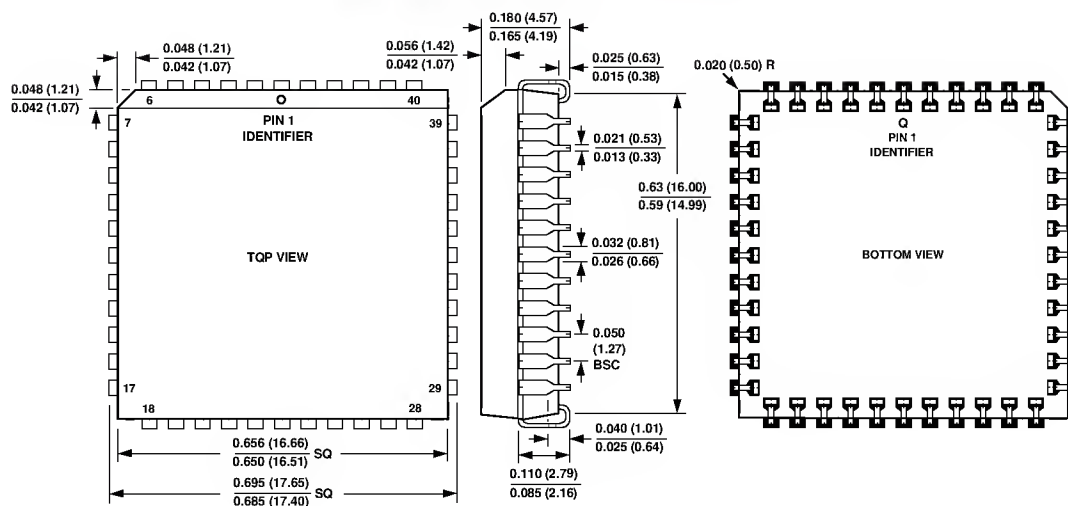 0.180 (4.57)
0.165 (4.19)
0.048 (1.21)
0.042 (1.07)
0.056 (1.42)
0.042 (1.07)
0.025 (0.63)
0.015 (0.38)
0.048 (1.21)
0.042 (1.07)
0.020 (0.50) R
6
40
7
PIN 1
IDENTIFIER
39
0.021 (0.53)
0.013 (0.33)
Q
PIN 1
IDENTIFIER
0.63 (16.00)
0.59 (14.99)
TOP VIEW
0.032 (0.81)
0.026 (0.66)
BOTTOM VIEW
0.050
(1.27)
BSC
17
29
18
28
0.656 (16.66)
0.650 (16.51) SQ
0.040 (1.01)
0.025 (0.64)
0.695 (17.65)
0.685 (17.40) SQ
0.110 (2.79)
0.085 (2.16)